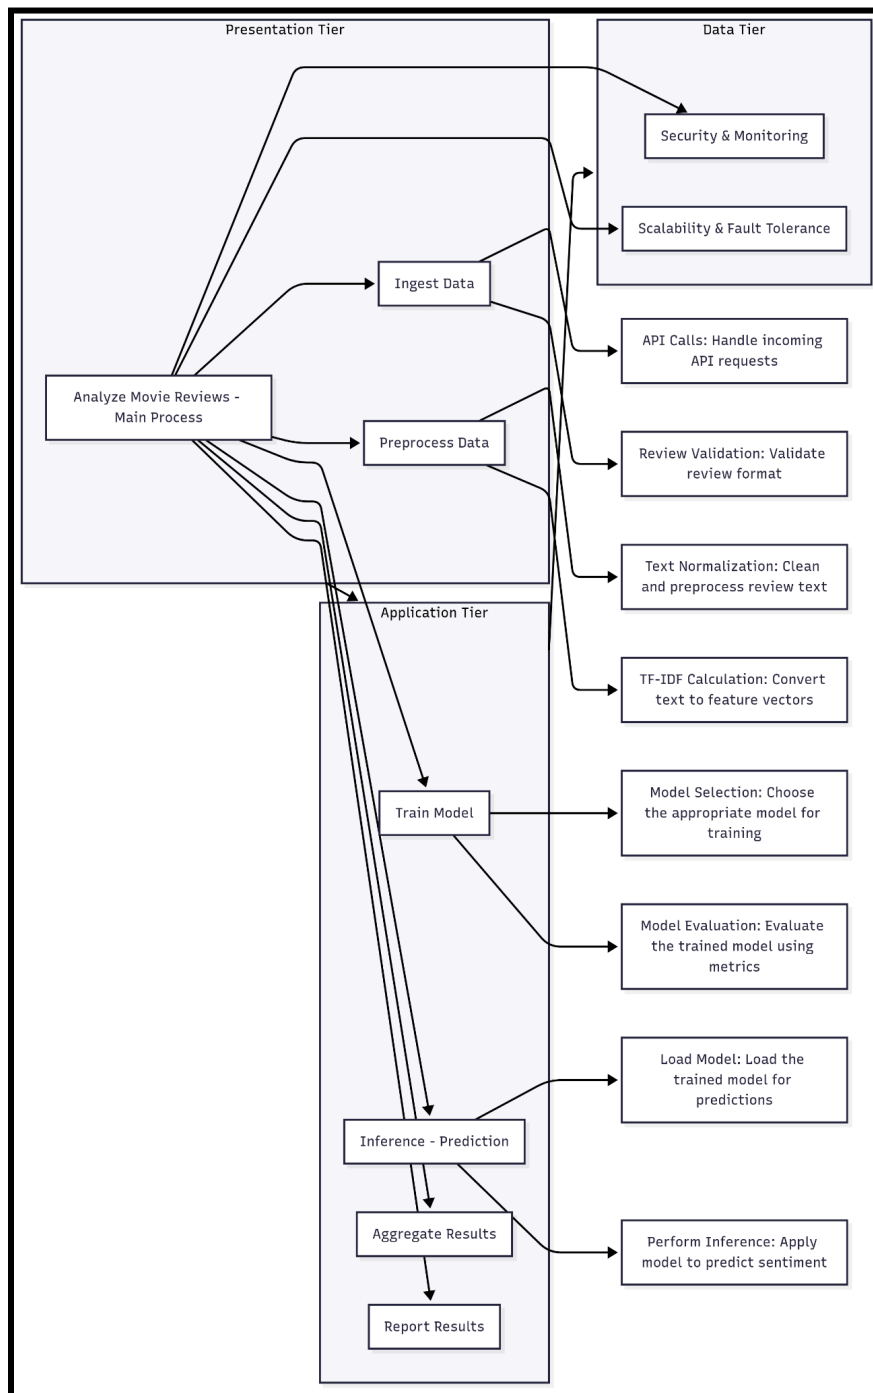 Presentation Tier
Data Tier
Security & Monitoring
Scalability & Fault Tolerance
Ingest Data
API Calls: Handle incoming
API requests
Analyze Movie Reviews -
Main Process
Preprocess Data
Review Validation: Validate
review format
Text Normalization: Clean
and preprocess review text
Application Tier
TF-IDF Calculation: Convert
text to feature vectors
Train Model
Model Selection: Choose
the appropriate model for
training
Model Evaluation: Evaluate
the trained model using
metrics
Load Model: Load the
trained model for
predictions
Inference - Prediction
Aggregate Results
Perform Inference: Apply
model to predict sentiment
Report Results